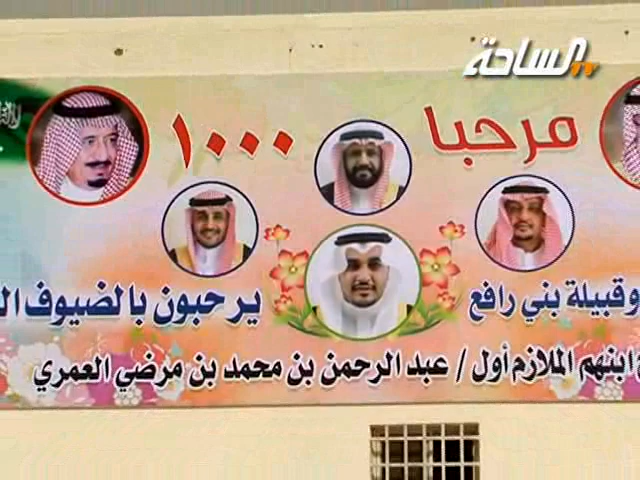 الساحة
مرحبا ١٠٠٠
وقبيلة بني رافع يرحبون بالضيوف
ابنهم الملازم أول / عبد الرحمن بن محمد بن مرضي العمري